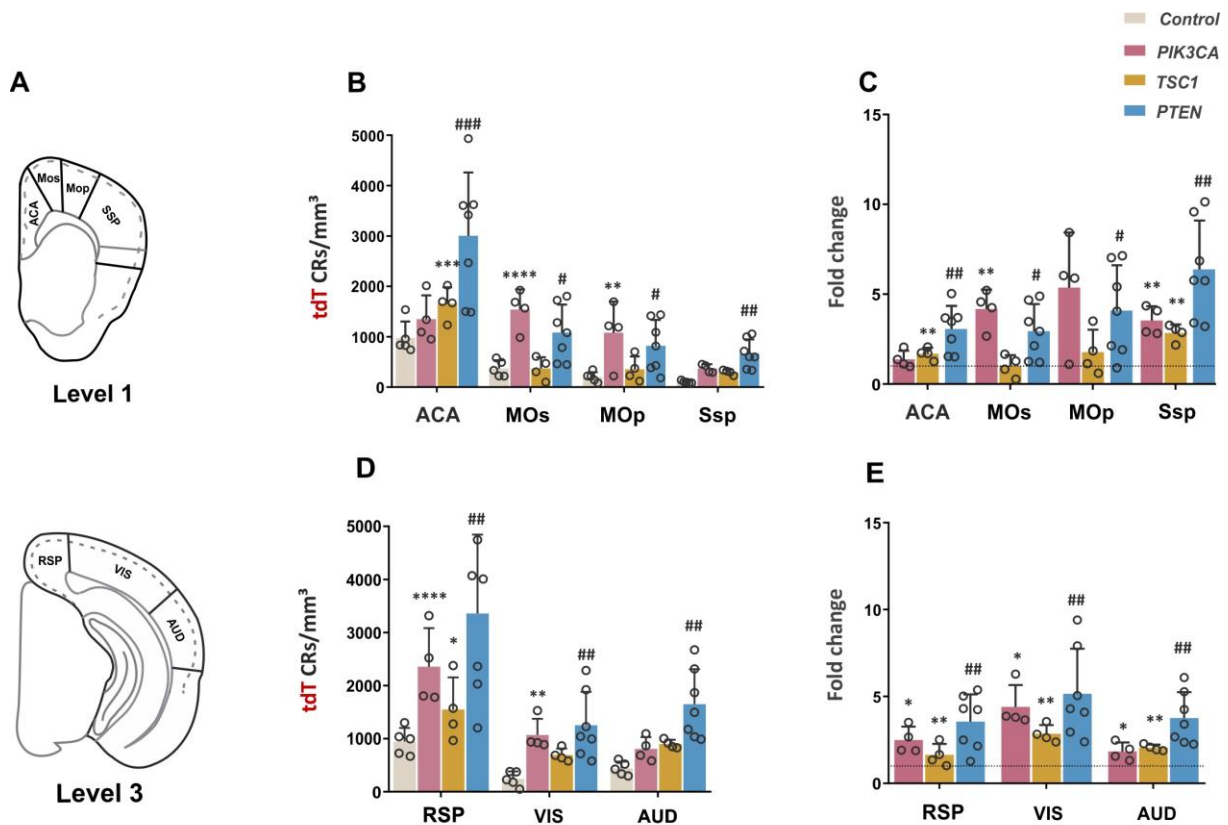 Control
PIK3CA
TSC1
PTEN
A
Mos
Mop
ACA
SSP
Level 1
B
tdT CRs/mm³
5000
4000
3000
2000
1000
0
###
***
****
#
**
#
##
ACA
MOs
MOp
Ssp
C
Fold change
15
10
5
0
**
##
**
#
#
**
**
##
ACA
MOs
MOp
Ssp
RSP
VIS
AUD
Level 3
D
tdT CRs/mm³
5000
4000
3000
2000
1000
0
****
*
##
**
##
##
RSP
VIS
AUD
E
Fold change
15
10
5
0
*
**
##
*
**
##
*
**
##
RSP
VIS
AUD